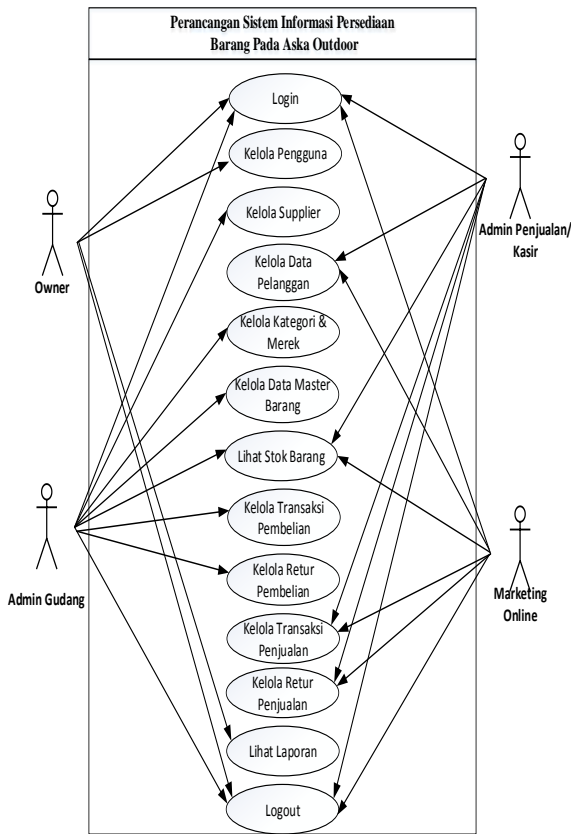 Perancangan Sistem Informasi Persediaan
Barang Pada Aska Outdoor
Login
Kelola Pengguna
Kelola Supplier
Kelola Data
Pelanggan
Kelola Kategori &
Merek
Kelola Data Master
Barang
Lihat Stok Barang
Kelola Transaksi
Pembelian
Kelola Retur
Pembelian
Kelola Transaksi
Penjualan
Kelola Retur
Penjualan
Lihat Laporan
Logout
Owner
Admin Gudang
Admin Penjualan/
Kasir
Marketing
Online